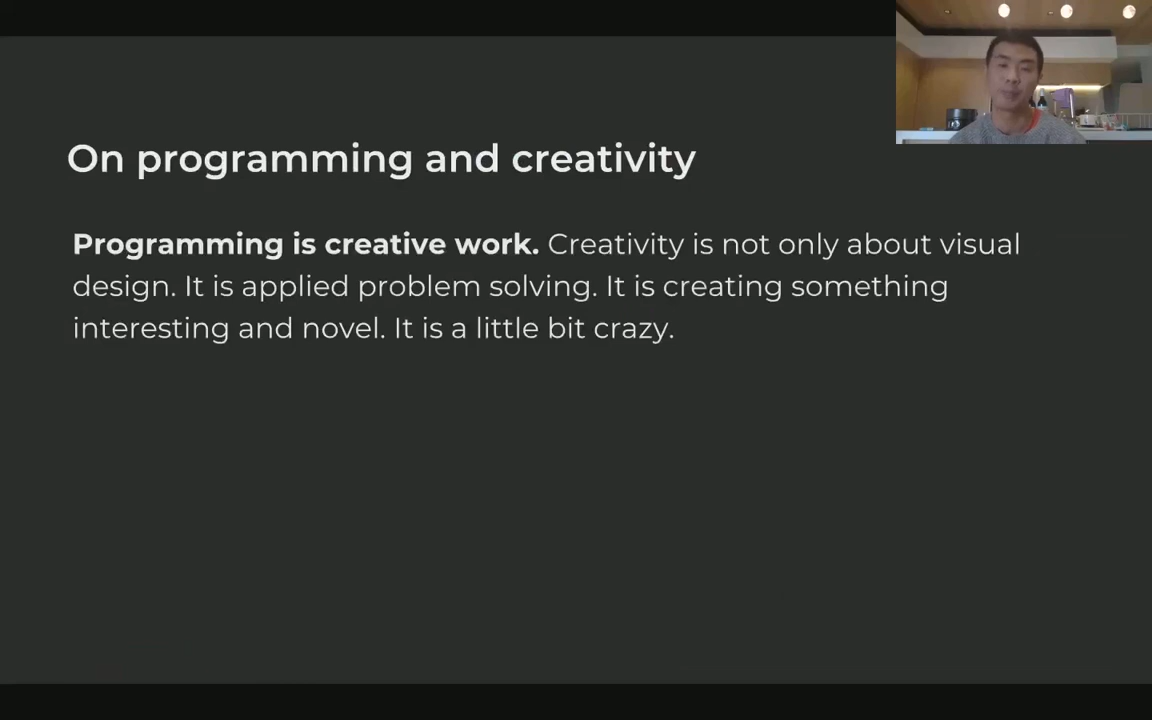 On programming and creativity
Programming is creative work. Creativity is not only about visual
design. It is applied problem solving. It is creating something
interesting and novel. It is a little bit crazy.